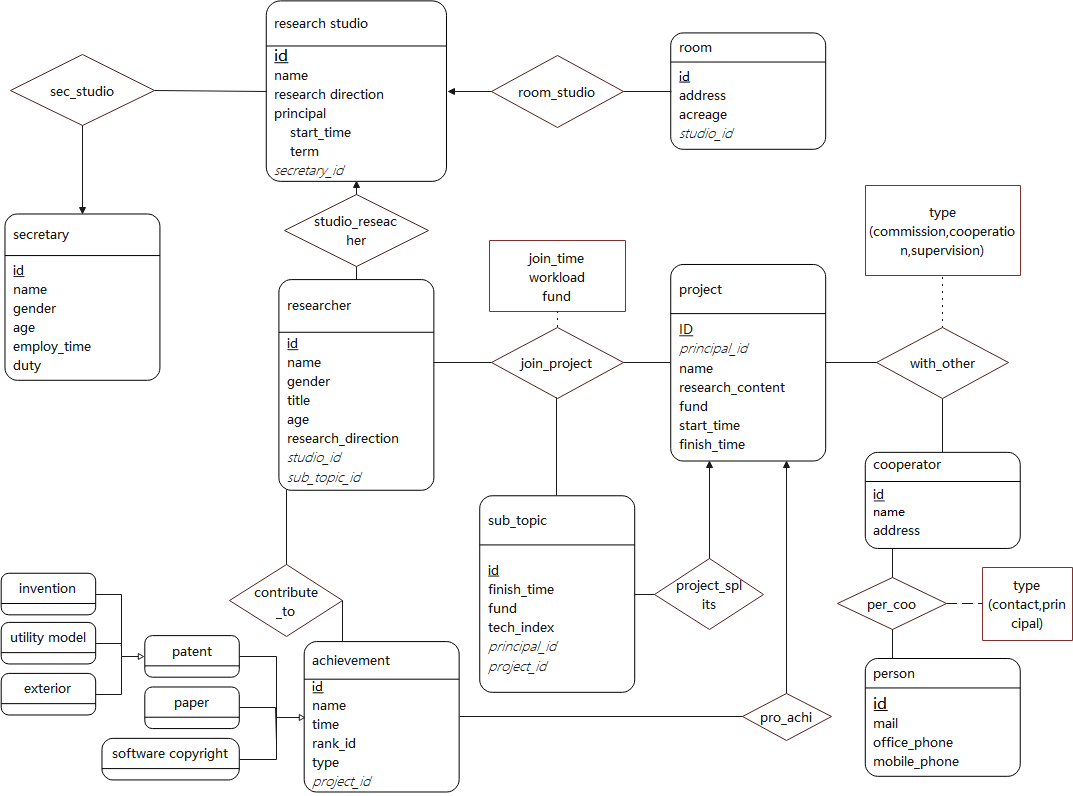 research studio
id
name
research direction
principal
start_time
term
secretary_id
sec_studio
room_studio
room
id
address
acreage
studio_id
secretary
id
name
gender
age
employ_time
duty
studio_reseac
her
researcher
id
name
gender
title
age
research_direction
studio_id
sub_topic_id
join_time
workload
fund
join_project
project
ID
principal_id
name
research_content
fund
start_time
finish_time
type
(commission,cooperatio
n,supervision)
with_other
cooperator
id
name
address
sub_topic
id
finish_time
fund
tech_index
principal_id
project_id
project_spl
its
per_coo
type
(contact,prin
cipal)
person
id
mail
office_phone
mobile_phone
contribute
_to
invention
utility model
exterior
patent
paper
software copyright
achievement
id
name
time
rank_id
type
project_id
pro_achi